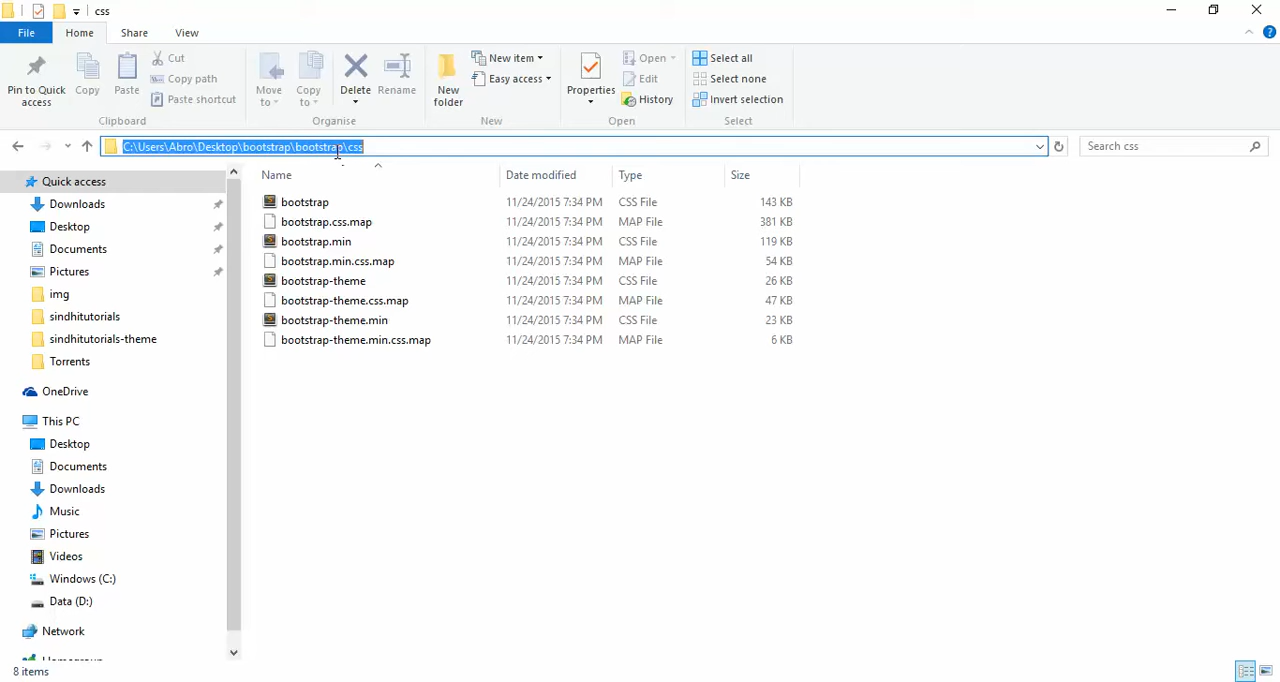 css
File Home Share View
Pin to Quick access
Copy
Paste
Cut
Copy path
Paste shortcut
Clipboard
Move to
Copy to
Delete
Rename
Organise
New folder
New item
Easy access
New
Properties
Open
Edit
History
Open
Select all
Select none
Invert selection
Select
C:\Users\Abro\Desktop\bootstrap\bootstrap\css
Search css
Name Date modified Type Size
bootstrap 11/24/2015 7:34 PM CSS File 143 KB
bootstrap.css.map 11/24/2015 7:34 PM MAP File 381 KB
bootstrap.min 11/24/2015 7:34 PM CSS File 119 KB
bootstrap.min.css.map 11/24/2015 7:34 PM MAP File 54 KB
bootstrap-theme 11/24/2015 7:34 PM CSS File 26 KB
bootstrap-theme.css.map 11/24/2015 7:34 PM MAP File 47 KB
bootstrap-theme.min 11/24/2015 7:34 PM CSS File 23 KB
bootstrap-theme.min.css.map 11/24/2015 7:34 PM MAP File 6 KB
Quick access
Downloads
Desktop
Documents
Pictures
img
sindhitutorials
sindhitutorials-theme
Torrents
OneDrive
This PC
Desktop
Documents
Downloads
Music
Pictures
Videos
Windows (C:)
Data (D:)
Network
8 items